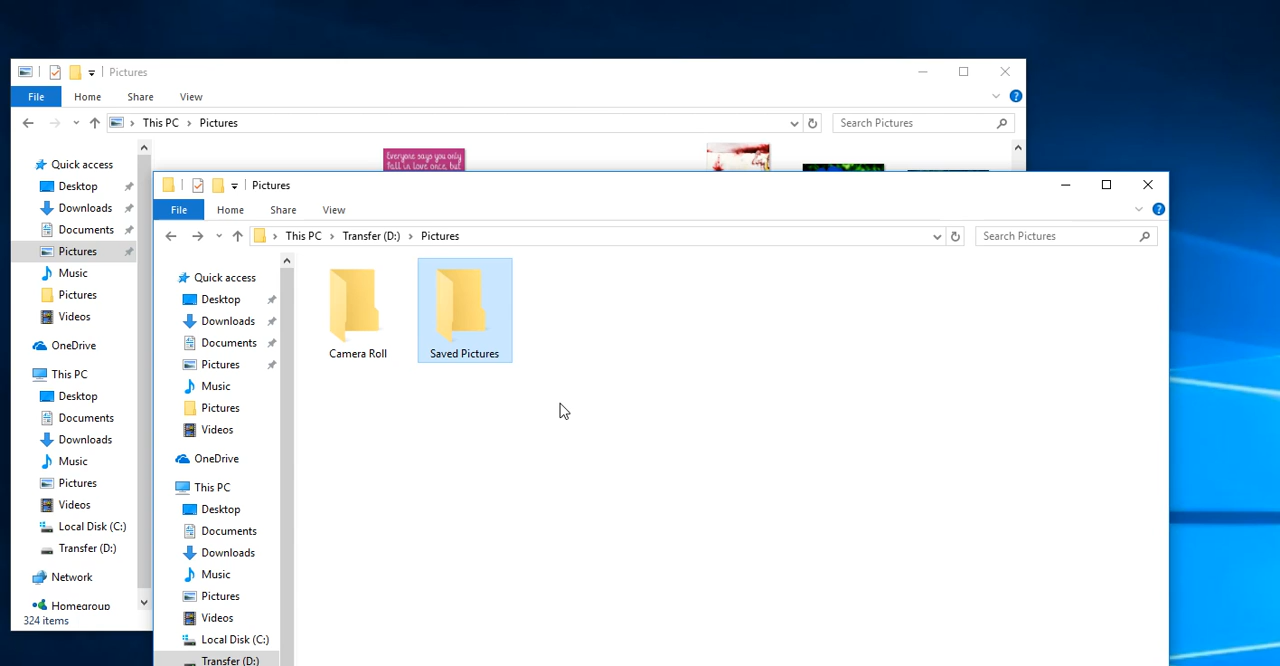 Pictures
File Home Share View
This PC > Pictures
Search Pictures
Quick access
Desktop
Downloads
Documents
Pictures
Music
Pictures
Videos
OneDrive
This PC
Desktop
Documents
Downloads
Music
Pictures
Videos
Local Disk (C:)
Transfer (D:)
Network
Homegroup
324 items
Everyone says you only
fall in love once, but
Pictures
File Home Share View
This PC > Transfer (D:) > Pictures
Search Pictures
Quick access
Desktop
Downloads
Documents
Pictures
Music
Pictures
Videos
OneDrive
This PC
Desktop
Documents
Downloads
Music
Pictures
Videos
Local Disk (C:)
Transfer (D:)
Camera Roll
Saved Pictures